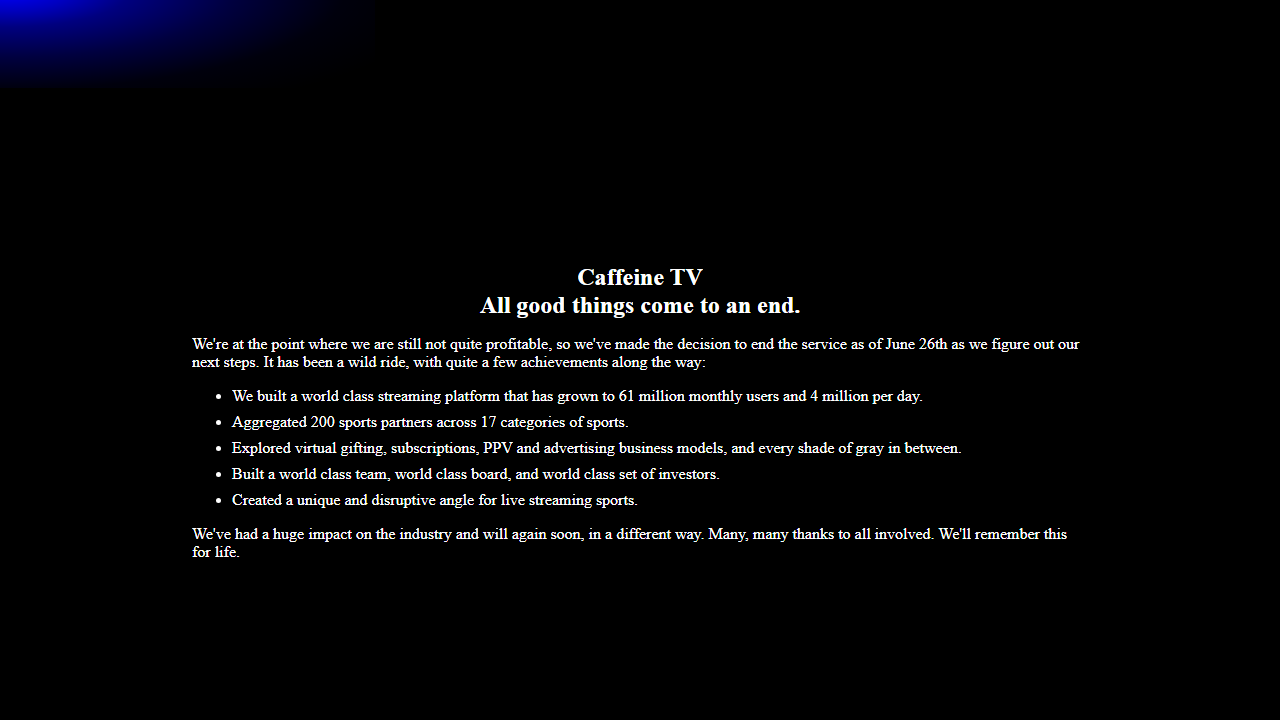 Caffeine TV
All good things come to an end.
We're at the point where we are still not quite profitable, so we've made the decision to end the service as of June 26th as we figure out our
next steps. It has been a wild ride, with quite a few achievements along the way:
• We built a world class streaming platform that has grown to 61 million monthly users and 4 million per day.
• Aggregated 200 sports partners across 17 categories of sports.
• Explored virtual gifting, subscriptions, PPV and advertising business models, and every shade of gray in between.
• Built a world class team, world class board, and world class set of investors.
• Created a unique and disruptive angle for live streaming sports.
We've had a huge impact on the industry and will again soon, in a different way. Many, many thanks to all involved. We'll remember this
for life.